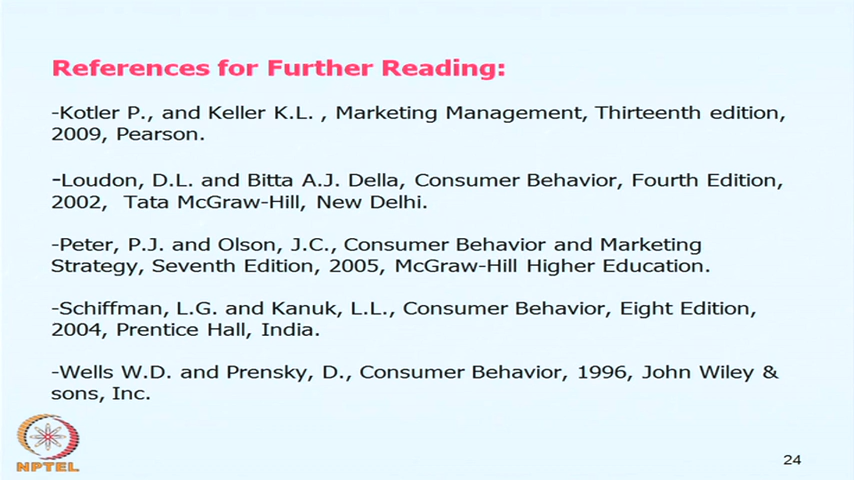 References for Further Reading:
-Kotler P., and Keller K.L. , Marketing Management, Thirteenth edition,
2009, Pearson.
-Loudon, D.L. and Bitta A.J. Della, Consumer Behavior, Fourth Edition,
2002, Tata McGraw-Hill, New Delhi.
-Peter, P.J. and Olson, J.C., Consumer Behavior and Marketing
Strategy, Seventh Edition, 2005, McGraw-Hill Higher Education.
-Schiffman, L.G. and Kanuk, L.L., Consumer Behavior, Eight Edition,
2004, Prentice Hall, India.
-Wells W.D. and Prensky, D., Consumer Behavior, 1996, John Wiley &
sons, Inc.
NPTEL
24